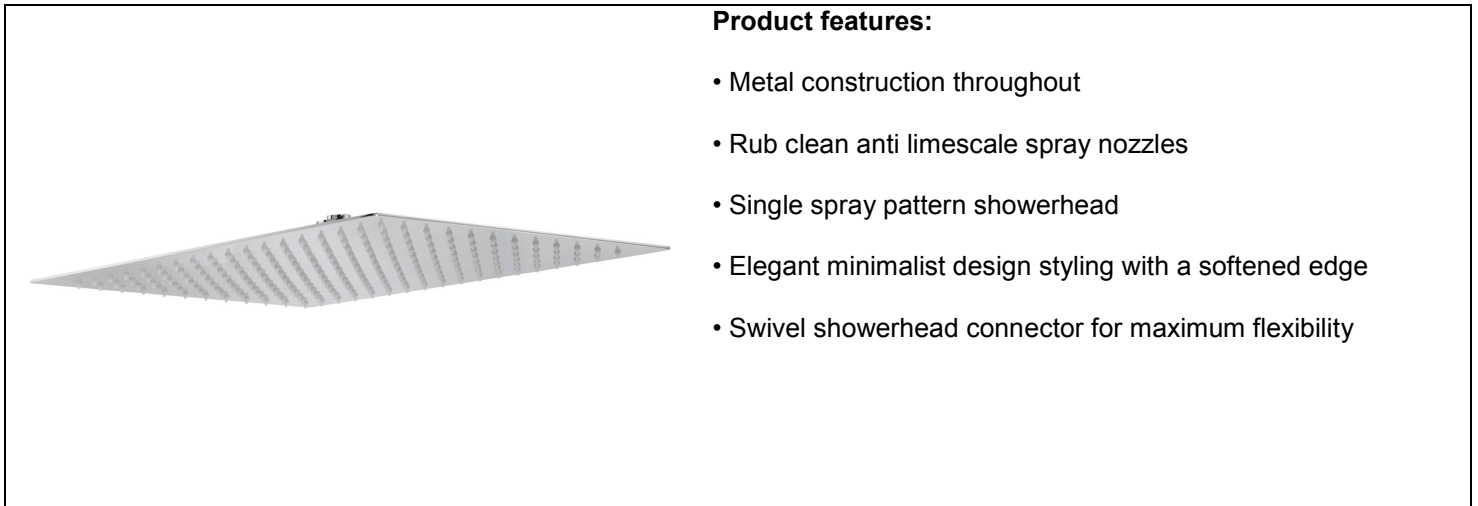 Product features:
• Metal construction throughout
• Rub clean anti limescale spray nozzles
• Single spray pattern showerhead
• Elegant minimalist design styling with a softened edge
• Swivel showerhead connector for maximum flexibility